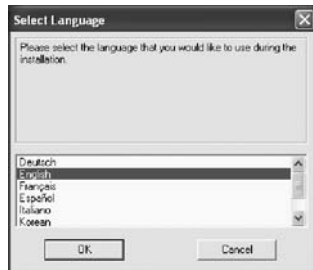 Select Language
Please select the language that you would like to use during the
installation.
Deutsch
English
Français
Español
Italiano
Korean
OK
Cancel